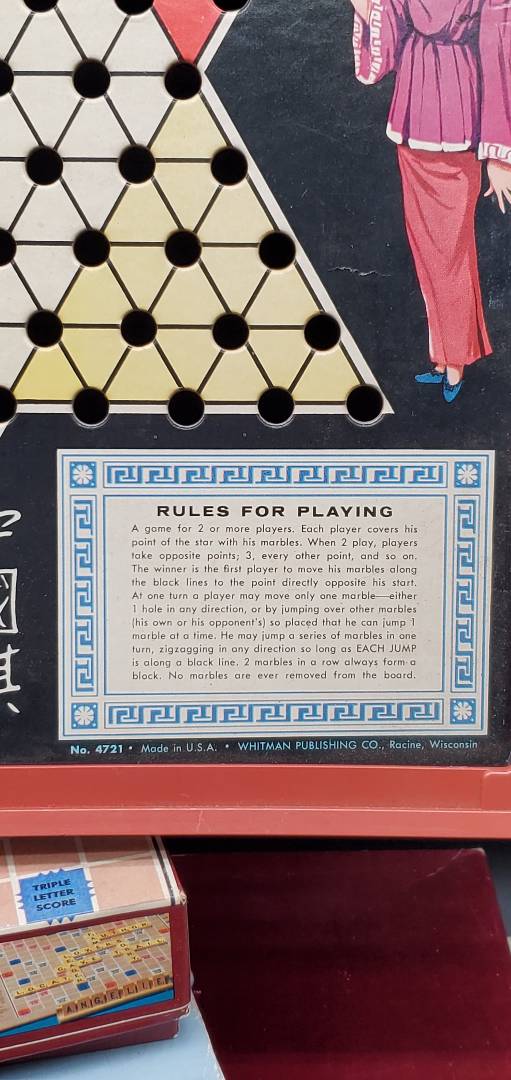 RULES FOR PLAYING
A game for 2 or more players. Each player covers his
point of the star with his marbles. When 2 play, players
take opposite points; 3, every other point, and so on.
The winner is the first player to move his marbles along
the black lines to the point directly opposite his start.
At one turn a player may move only one marble—either
1 hole in any direction, or by jumping over other marbles
(his own or his opponent's) so placed that he can jump 1
marble at a time. He may jump a series of marbles in one
turn, zigzagging in any direction so long as EACH JUMP
is along a black line. 2 marbles in a row always form a
block. No marbles are ever removed from the board.
No. 4721 • Made in U.S.A. • WHITMAN PUBLISHING CO., Racine, Wisconsin
棋
TRIPLE
LETTER
SCORE